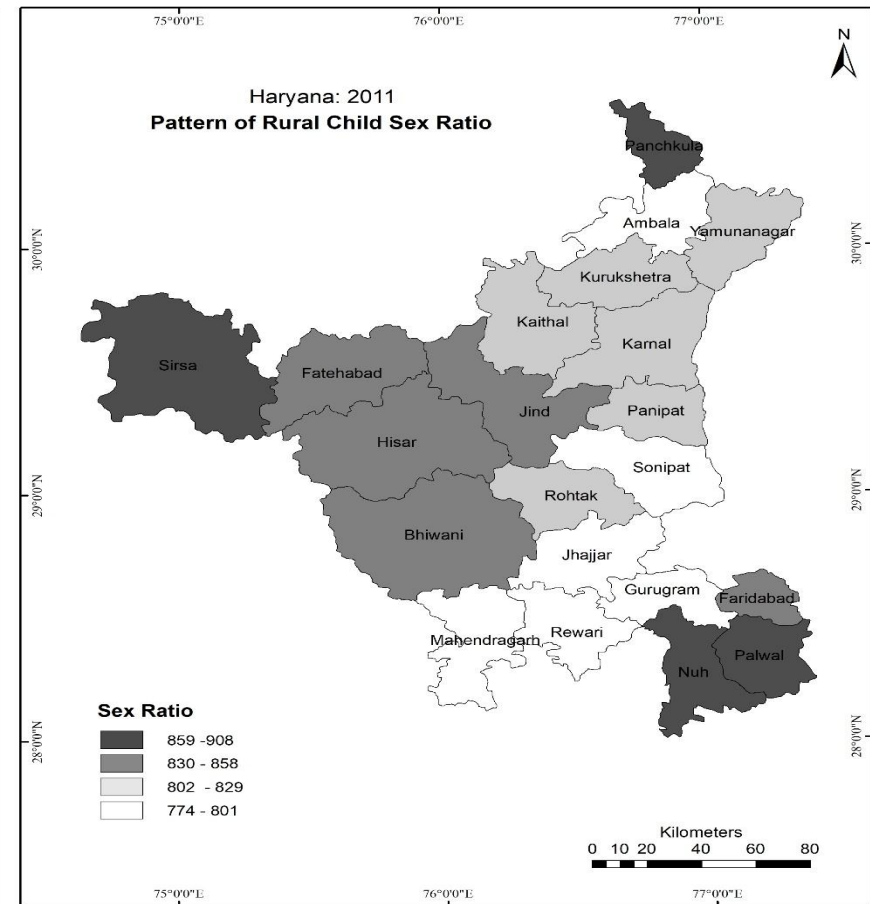 75°0'0"E 76°0'0"E 77°0'0"E
N
Haryana: 2011
Pattern of Rural Child Sex Ratio
Panchkula
Ambala
Yamunanagar
30°0'0"N 30°0'0"N
Kurukshetra
Kaithal
Karnal
Sirsa
Fatehabad
Jind
Panipat
Hisar
Sonipat
29°0'0"N 29°0'0"N
Rohtak
Bhiwani
Jhajjar
Gurugram
Faridabad
Mahendragarh
Rewari
Nuh
Palwal
Sex Ratio
859 -908
830 - 858
802 - 829
774 - 801
28°0'0"N 28°0'0"N
Kilometers
0 5 10 15 20 40 60 80
75°0'0"E 76°0'0"E 77°0'0"E